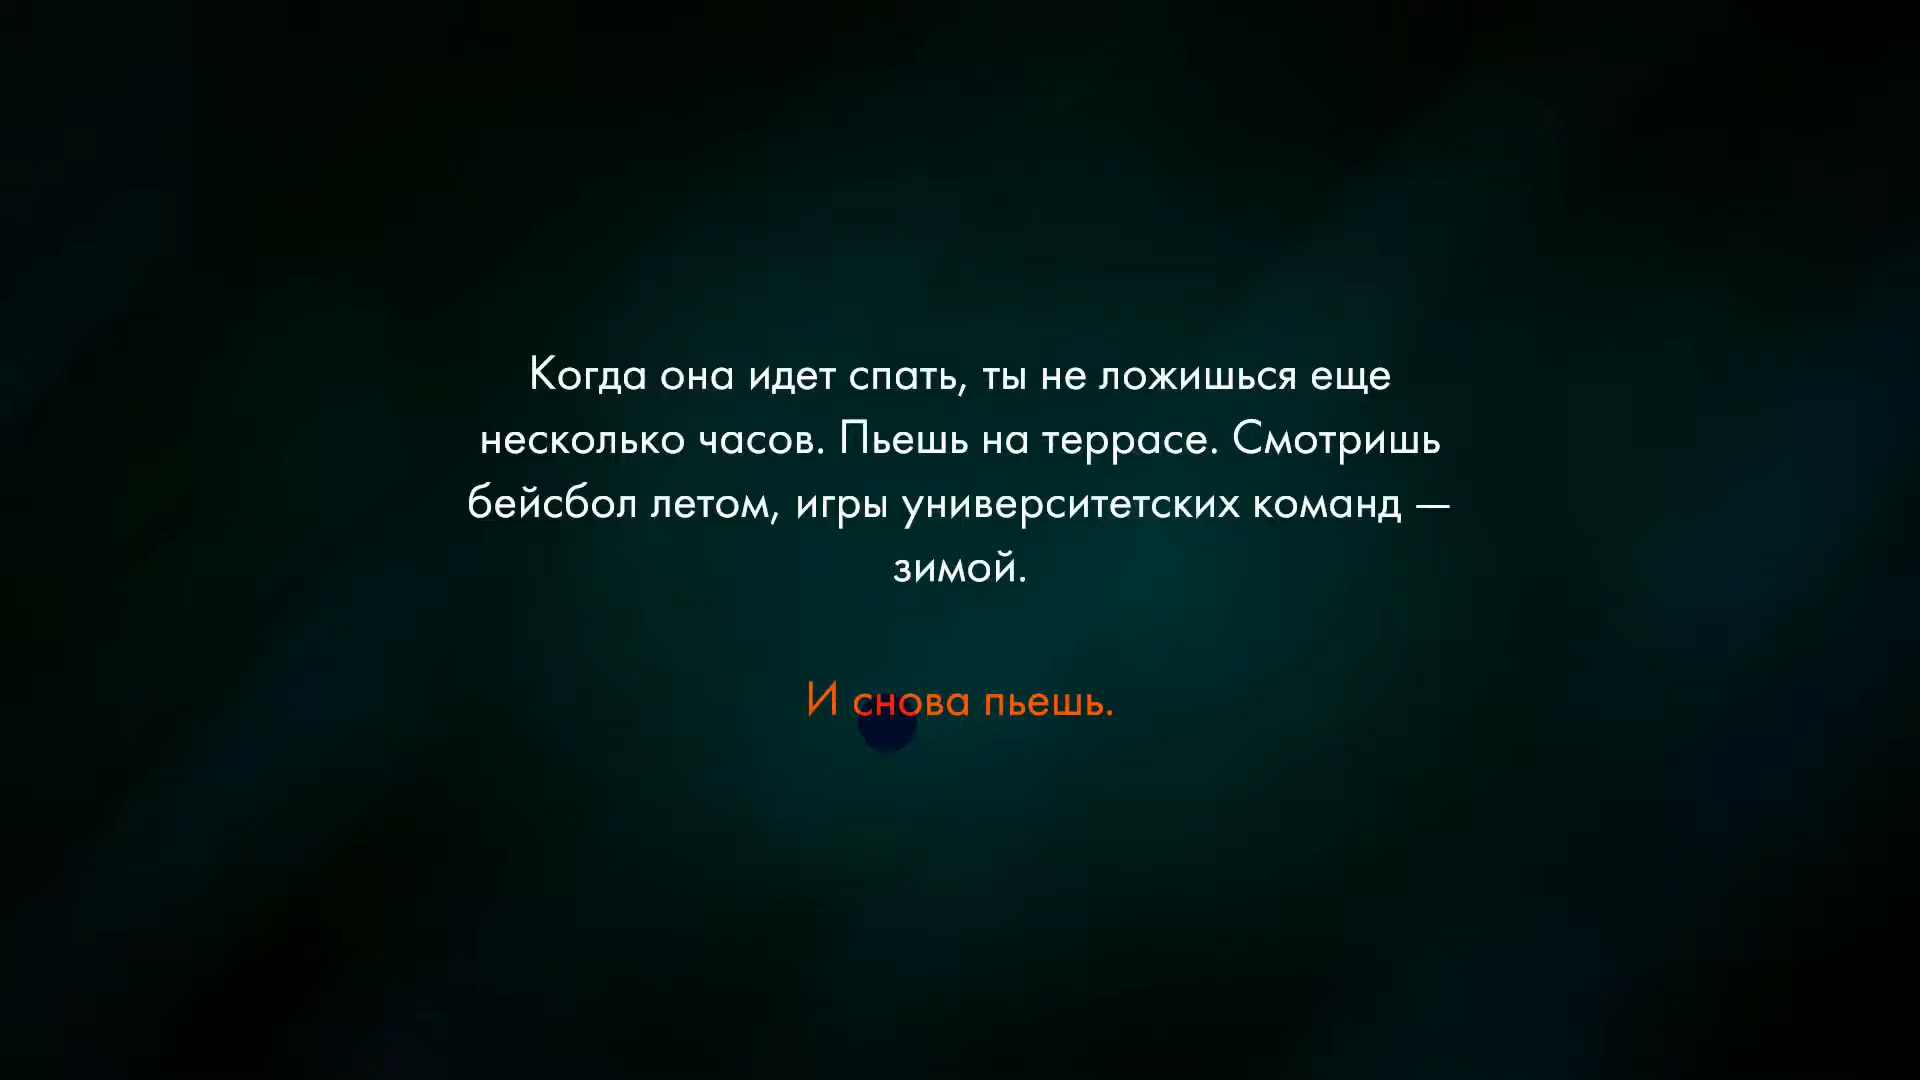 Когда она идет спать, ты не ложишься еще
несколько часов. Пьешь на террасе. Смотришь
бейсбол летом, игры университетских команд —
зимой.
И снова пьешь.